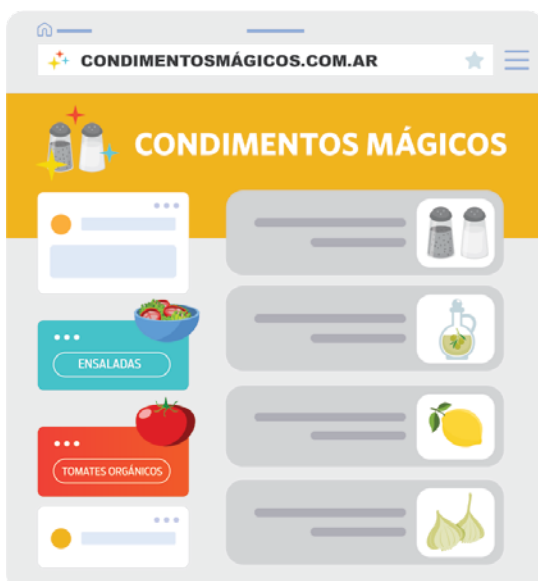 CONDIMENTOSMÁGICOS.COM.AR
CONDIMENTOS MÁGICOS
ENSALADAS
TOMATES ORGÁNICOS